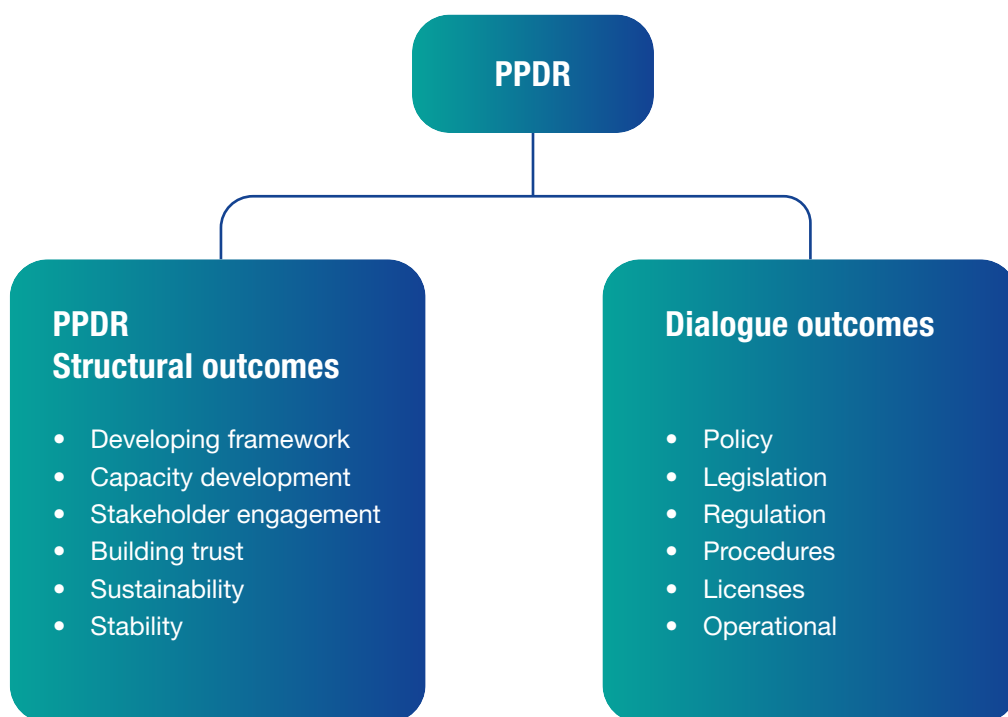 PPDR
PPDR
Structural outcomes
• Developing framework
• Capacity development
• Stakeholder engagement
• Building trust
• Sustainability
• Stability
Dialogue outcomes
• Policy
• Legislation
• Regulation
• Procedures
• Licenses
• Operational